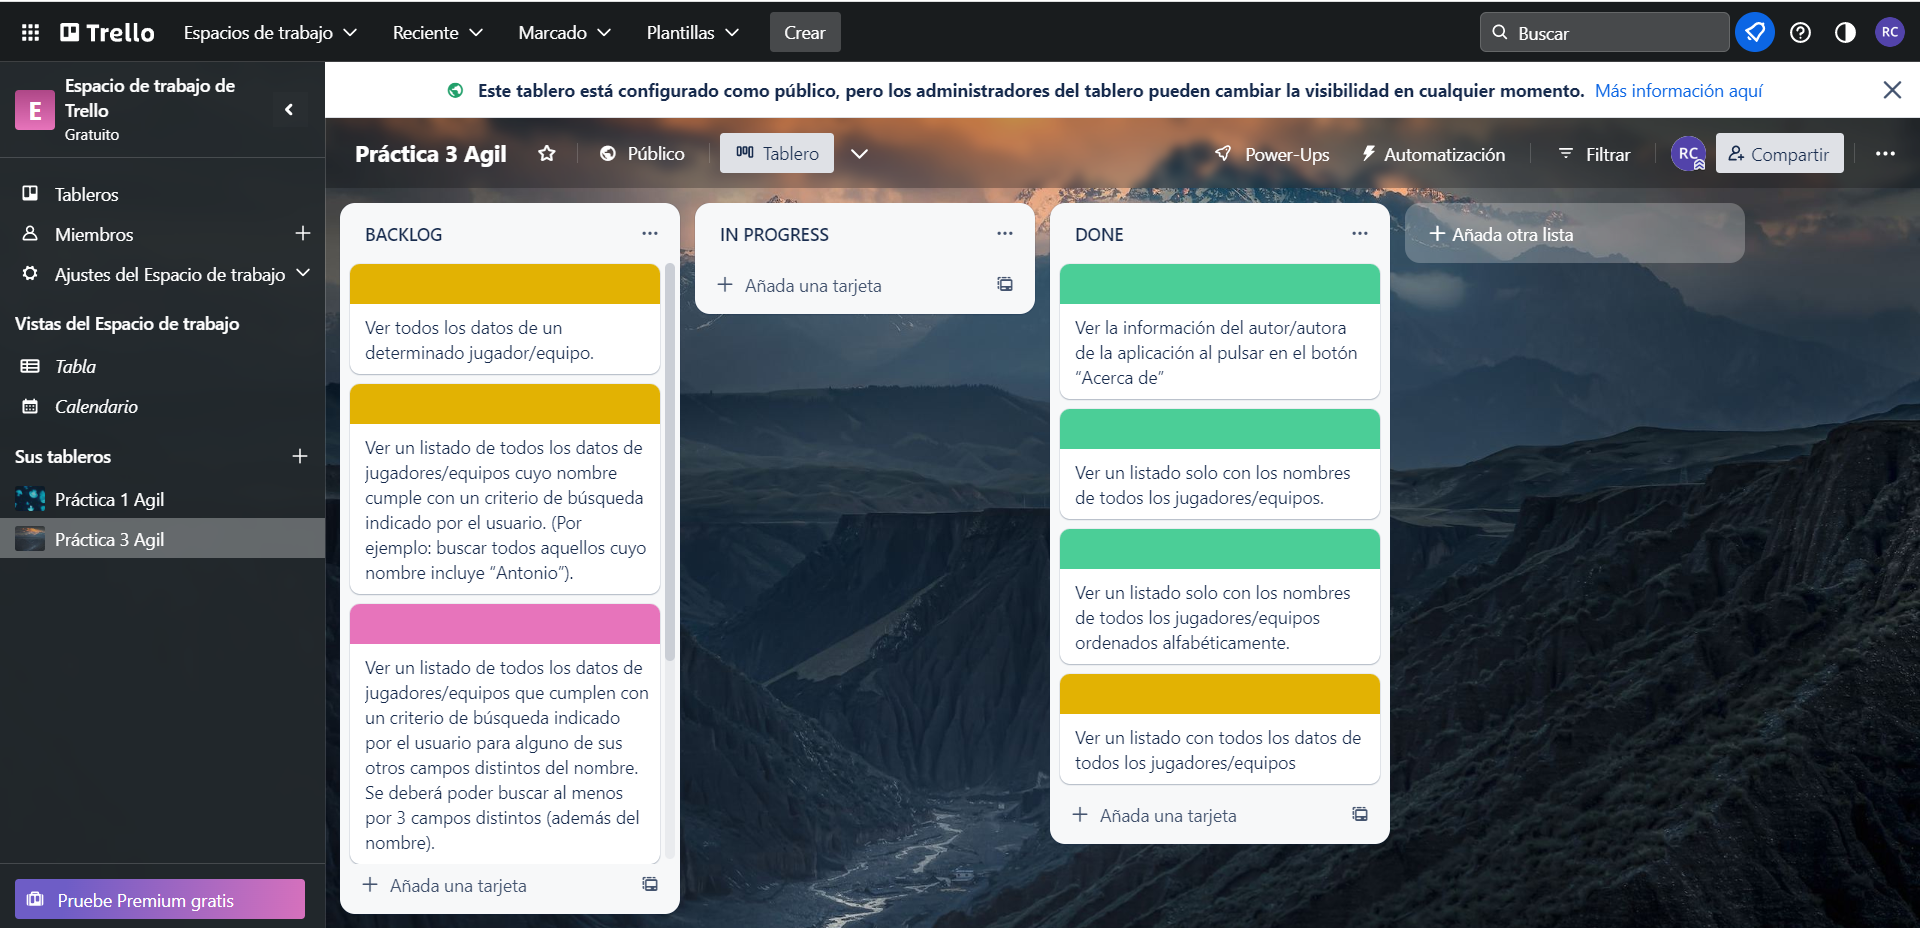 Trello
Espacios de trabajo
Reciente
Marcado
Plantillas
Crear
Buscar
RC
E
Espacio de trabajo de
Trello
Gratuito
Este tablero está configurado como público, pero los administradores del tablero pueden cambiar la visibilidad en cualquier momento. Más información aquí
Práctica 3 Agil
Público
Tablero
Power-Ups
Automatización
Filtrar
RC
Compartir
Tableros
Miembros
Ajustes del Espacio de trabajo
Vistas del Espacio de trabajo
Tabla
Calendario
Sus tableros
Práctica 1 Agil
Práctica 3 Agil
Pruebe Premium gratis
BACKLOG
Ver todos los datos de un
determinado jugador/equipo.
Ver un listado de todos los datos de
jugadores/equipos cuyo nombre
cumple con un criterio de búsqueda
indicado por el usuario. (Por
ejemplo: buscar todos aquellos cuyo
nombre incluye “Antonio”).
Ver un listado de todos los datos de
jugadores/equipos que cumplen con
un criterio de búsqueda indicado
por el usuario para alguno de sus
otros campos distintos del nombre.
Se deberá poder buscar al menos
por 3 campos distintos (además del
nombre).
Añada una tarjeta
IN PROGRESS
Añada una tarjeta
DONE
Ver la información del autor/autora
de la aplicación al pulsar en el botón
“Acerca de”
Ver un listado solo con los nombres
de todos los jugadores/equipos.
Ver un listado solo con los nombres
de todos los jugadores/equipos
ordenados alfabéticamente.
Ver un listado con todos los datos de
todos los jugadores/equipos
Añada una tarjeta
Añada otra lista